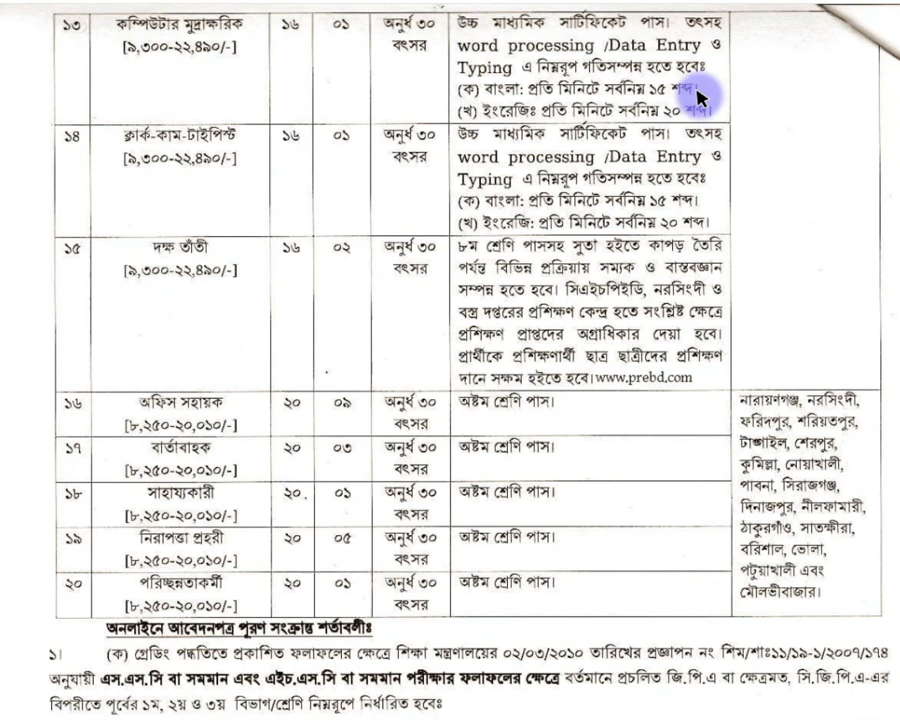 ১৩ কম্পিউটার মুদ্রাক্ষরিক ১৬ ০১ অনুর্ধ ৩০ উচ্চ মাধ্যমিক সার্টিফিকেট পাস। তৎসহ
[৯,৩০০-২২,৪৯০/-] বৎসর word processing /Data Entry ও
Typing এ নিম্নরূপ গতিসম্পন্ন হতে হবেঃ
(ক) বাংলা: প্রতি মিনিটে সর্বনিম্ন ১৫ শব্দ।
(খ) ইংরেজিঃ প্রতি মিনিটে সর্বনিম্ন ২০ শব্দ।
১৪ ক্লার্ক-কাম-টাইপিস্ট ১৬ ০১ অনুর্ধ ৩০ উচ্চ মাধ্যমিক সার্টিফিকেট পাস। তৎসহ
[৯,৩০০-২২,৪৯০/-] বৎসর word processing /Data Entry ও
Typing এ নিম্নরূপ গতিসম্পন্ন হতে হবেঃ
(ক) বাংলা: প্রতি মিনিটে সর্বনিম্ন ১৫ শব্দ।
(খ) ইংরেজি: প্রতি মিনিটে সর্বনিম্ন ২০ শব্দ।
১৫ দক্ষ তাঁতী ১৬ ০২ অনুর্ধ ৩০ ৮ম শ্রেণি পাসসহ সুতা হইতে কাপড় তৈরি
[৯,৩০০-২২,৪৯০/-] বৎসর পর্যন্ত বিভিন্ন প্রক্রিয়ায় সম্যক ও বাস্তবজ্ঞান
সম্পন্ন হতে হবে। সিএইচপিইডি, নরসিংদী ও
বস্ত্র দপ্তরের প্রশিক্ষণ কেন্দ্র হতে সংশ্লিষ্ট ক্ষেত্রে
প্রশিক্ষণ প্রাপ্তদের অগ্রাধিকার দেয়া হবে।
প্রার্থীকে প্রশিক্ষণার্থী ছাত্র ছাত্রীদের প্রশিক্ষণ
দানে সক্ষম হইতে হবে।www.prebd.com
১৬ অফিস সহায়ক ২০ ০৯ অনুর্ধ ৩০ অষ্টম শ্রেণি পাস। নারায়ণগঞ্জ, নরসিংদী,
[৮,২৫০-২০,০১০/-] বৎসর ফরিদপুর, শরিয়তপুর,
১৭ বার্তাবাহক ২০ ০৩ অনুর্ধ ৩০ অষ্টম শ্রেণি পাস। টাঙ্গাইল, শেরপুর,
[৮,২৫০-২০,০১০/-] বৎসর কুমিল্লা, নোয়াখালী,
১৮ সাহায্যকারী ২০ ০১ অনুর্ধ ৩০ অষ্টম শ্রেণি পাস। পাবনা, সিরাজগঞ্জ,
[৮,২৫০-২০,০১০/-] বৎসর দিনাজপুর, নীলফামারী,
১৯ নিরাপত্তা প্রহরী ২০ ০৫ অনুর্ধ ৩০ অষ্টম শ্রেণি পাস। ঠাকুরগাঁও, সাতক্ষীরা,
[৮,২৫০-২০,০১০/-] বৎসর বরিশাল, ভোলা,
২০ পরিচ্ছন্নতাকর্মী ২০ ০১ অনুর্ধ ৩০ অষ্টম শ্রেণি পাস। পটুয়াখালী এবং
[৮,২৫০-২০,০১০/-] বৎসর মৌলভীবাজার।
অনলাইনে আবেদনপত্র পূরণ সংক্রান্ত শর্তাবলীঃ
১। (ক) গ্রেডিং পদ্ধতিতে প্রকাশিত ফলাফলের ক্ষেত্রে শিক্ষা মন্ত্রণালয়ের ০২/০৩/২০১০ তারিখের প্রজ্ঞাপন নং শিম/শাঃ১১/১৯-১/২০০৭/১৭৪
অনুযায়ী এস.এস.সি বা সমমান এবং এইচ.এস.সি বা সমমান পরীক্ষার ফলাফলের ক্ষেত্রে বর্তমানে প্রচলিত জি.পি.এ বা ক্ষেত্রমত, সি.জি.পি.এ-এর
বিপরীতে পূর্বের ১ম, ২য় ও ৩য় বিভাগ/শ্রেণি নিম্নরূপে নির্ধারিত হবেঃ